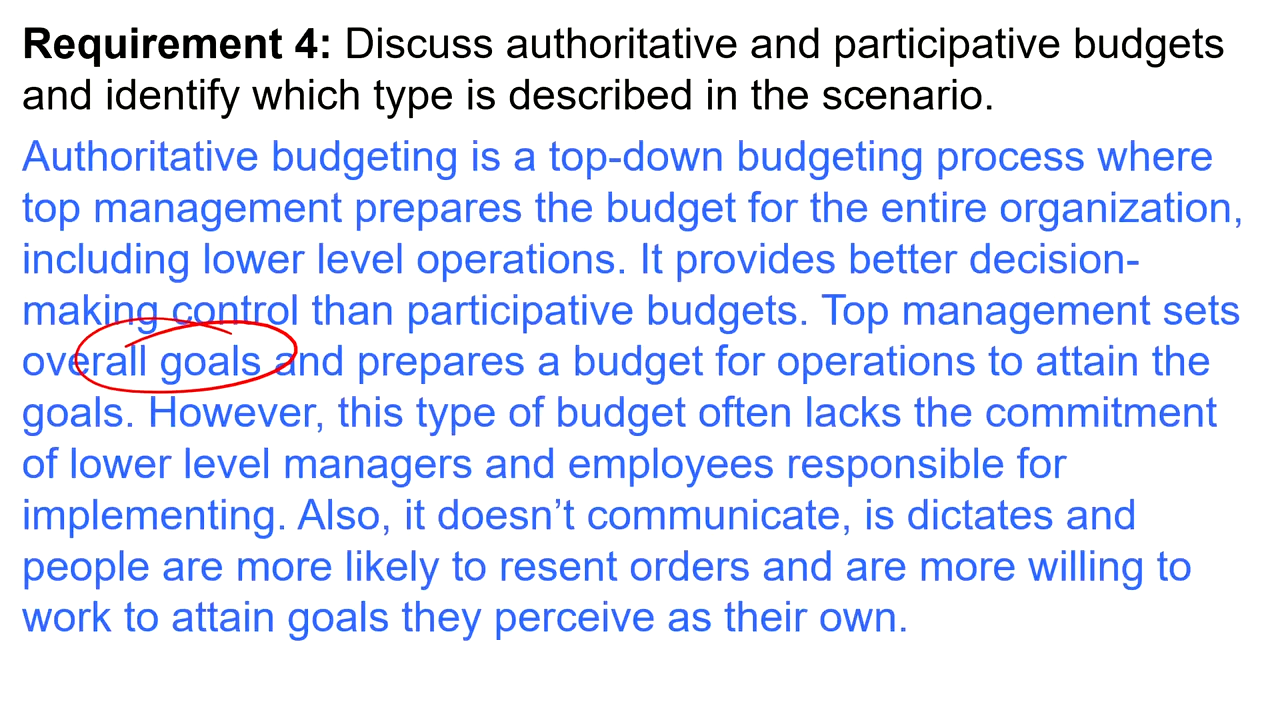 Requirement 4: Discuss authoritative and participative budgets
and identify which type is described in the scenario.
Authoritative budgeting is a top-down budgeting process where
top management prepares the budget for the entire organization,
including lower level operations. It provides better decision-
making control than participative budgets. Top management sets
overall goals and prepares a budget for operations to attain the
goals. However, this type of budget often lacks the commitment
of lower level managers and employees responsible for
implementing. Also, it doesn’t communicate, is dictates and
people are more likely to resent orders and are more willing to
work to attain goals they perceive as their own.